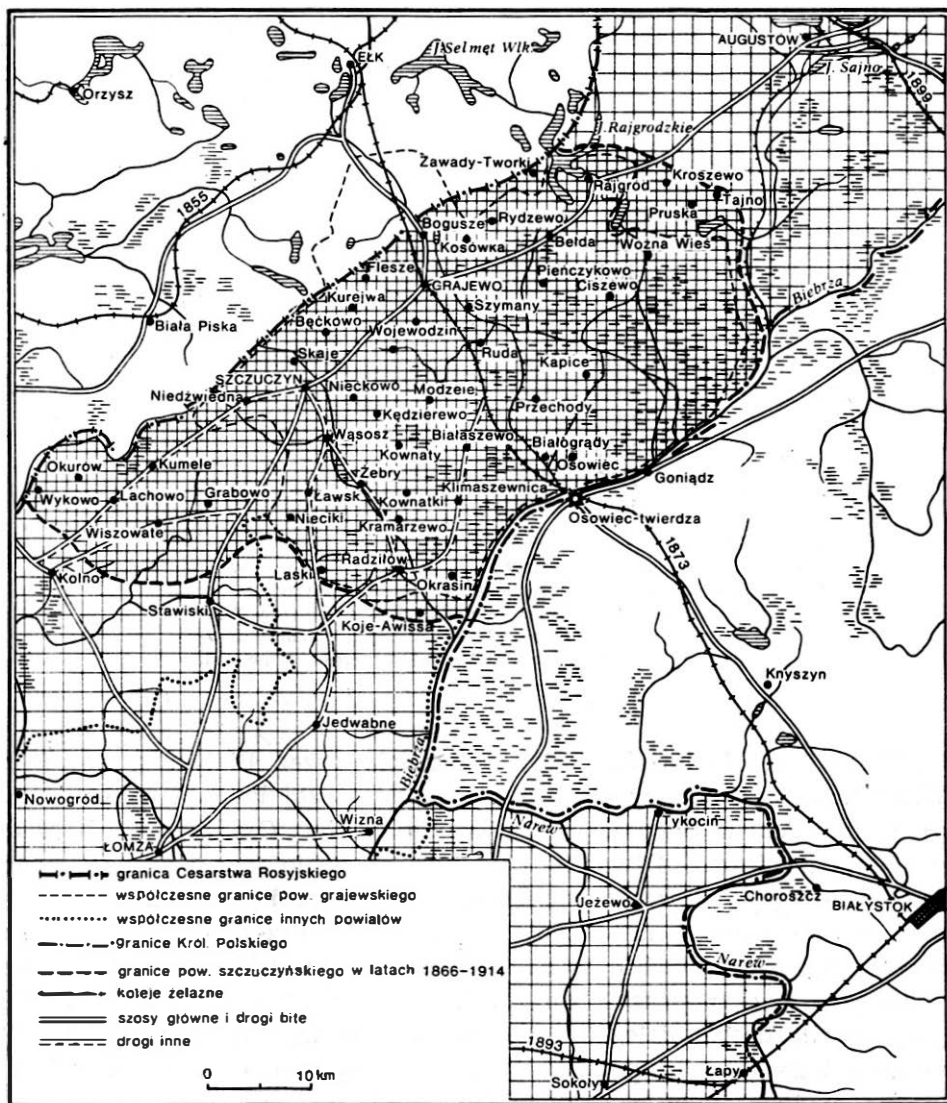 J. Selmęt Wlk.
AUGUSTÓW
EŁK
J. Sajno
Orzysz
1899
J. Rajgrodzkie
Zawady-Tworki
Kroszewo
Rajgród
Tajno
1855
Pruska
Rydzewo
Bogusze
Kosówka
Bełda
Woźna Wieś
Flesze
Pieńczykowo
Biebrza
GRAJEWO
Ciszewo
Kurejwa
Szymany
Bęćkowo
Wojewodzin
Biała Piska
Skaje
Ruda
Kapice
SZCZUCZYN
Niećkowo
Modzele
Niedźwiedna
Przechody
Kędzierewo
Wąsosz
Białaszewo
Białogrądy
Kownaty
Okurów
Kumele
Osowiec
Żebry
Goniądz
Wykowo
Lachowo
Grabowo
Ławsk
Kownatki
Klimaszewnica
Nieciki
Osowiec-twierdza
Wiszowate
Kramarzewo
1873
Kolno
Laski
Radziłów
Okrasin
Stawiski
Koje-Awissa
Knyszyn
Jedwabne
Biebrza
Nowogród
Wizna
Narew
Tykocin
ŁOMŻA
granica Cesarstwa Rosyjskiego
współczesne granice pow. grajewskiego
Choroszcz
BIAŁYSTOK
współczesne granice innych powiatów
Jeżewo
granice Król. Polskiego
Narew
granice pow. szczuczyńskiego w latach 1866-1914
koleje żelazne
szosy główne i drogi bite
drogi inne
1893
0 10 km
Łapy
Sokoły